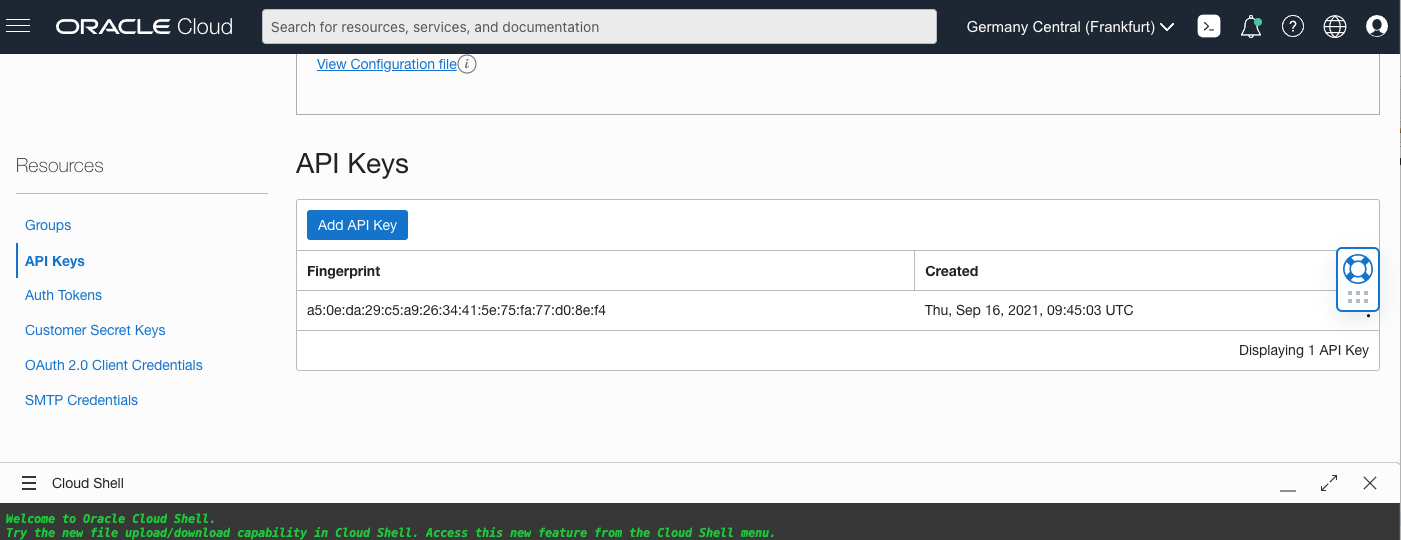 ORACLE Cloud
Search for resources, services, and documentation
Germany Central (Frankfurt)
View Configuration file
Resources
Groups
API Keys
Auth Tokens
Customer Secret Keys
OAuth 2.0 Client Credentials
SMTP Credentials
API Keys
Add API Key
Fingerprint Created
a5:0e:da:29:c5:a9:26:34:41:5e:75:fa:77:d0:8e:f4 Thu, Sep 16, 2021, 09:45:03 UTC
Displaying 1 API Key
Cloud Shell
Welcome to Oracle Cloud Shell.
Try the new file upload/download capability in Cloud Shell. Access this new feature from the Cloud Shell menu.